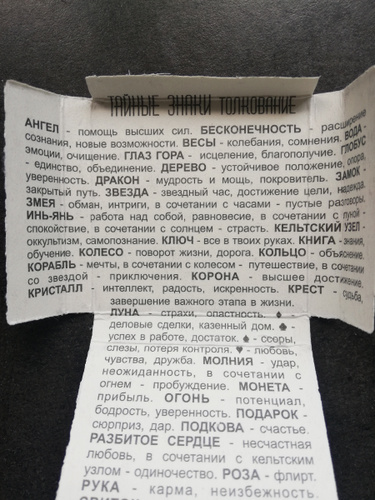 ТАЙНЫЕ ЗНАКИ ТОЛКОВАНИЕ
АНГЕЛ - помощь высших сил. БЕСКОНЕЧНОСТЬ - расширение
сознания, новые возможности. ВЕСЫ - колебания, сомнения. ВОДА -
эмоции, очищение. ГЛАЗ ГОРА - исцеление, благополучие. ГЛОБУС
- единство, объединение. ДЕРЕВО - устойчивое положение, опора,
уверенность. ДРАКОН - мудрость и мощь, покровитель. ЗАМОК -
закрытый путь. ЗВЕЗДА - звездный час, достижение цели, надежда.
ЗМЕЯ - обман, интриги, в сочетании с часами - пустые разговоры.
ИНЬ-ЯНЬ - работа над собой, равновесие, в сочетании с луной -
спокойствие, в сочетании с солнцем - страсть. КЕЛЬТСКИЙ УЗЕЛ -
оккультизм, самопознание. КЛЮЧ - все в твоих руках. КНИГА - знания,
обучение. КОЛЕСО - поворот жизни, дорога. КОЛЬЦО - объяснение.
КОРАБЛЬ - мечты, в сочетании с колесом - путешествие, в сочетании
со звездой - приключения. КОРОНА - высшее достижение.
КРИСТАЛЛ - интеллект, радость, искренность. КРЕСТ - судьба,
завершение важного этапа в жизни.
ЛУНА - страхи, опасность. ♦ -
деловые сделки, казенный дом. ♣ -
успех в работе, достаток. ♠ - ссоры,
слезы, потеря контроля. ♥ - любовь,
чувства, дружба. МОЛНИЯ - удар,
неожиданность, в сочетании с
огнем - пробуждение. МОНЕТА -
прибыль. ОГОНЬ - потенциал,
бодрость, уверенность. ПОДАРОК -
сюрприз, дар. ПОДКОВА - счастье.
РАЗБИТОЕ СЕРДЦЕ - несчастная
любовь, в сочетании с кельтским
узлом - одиночество. РОЗА - флирт.
РУКА - карма, неизбежность.